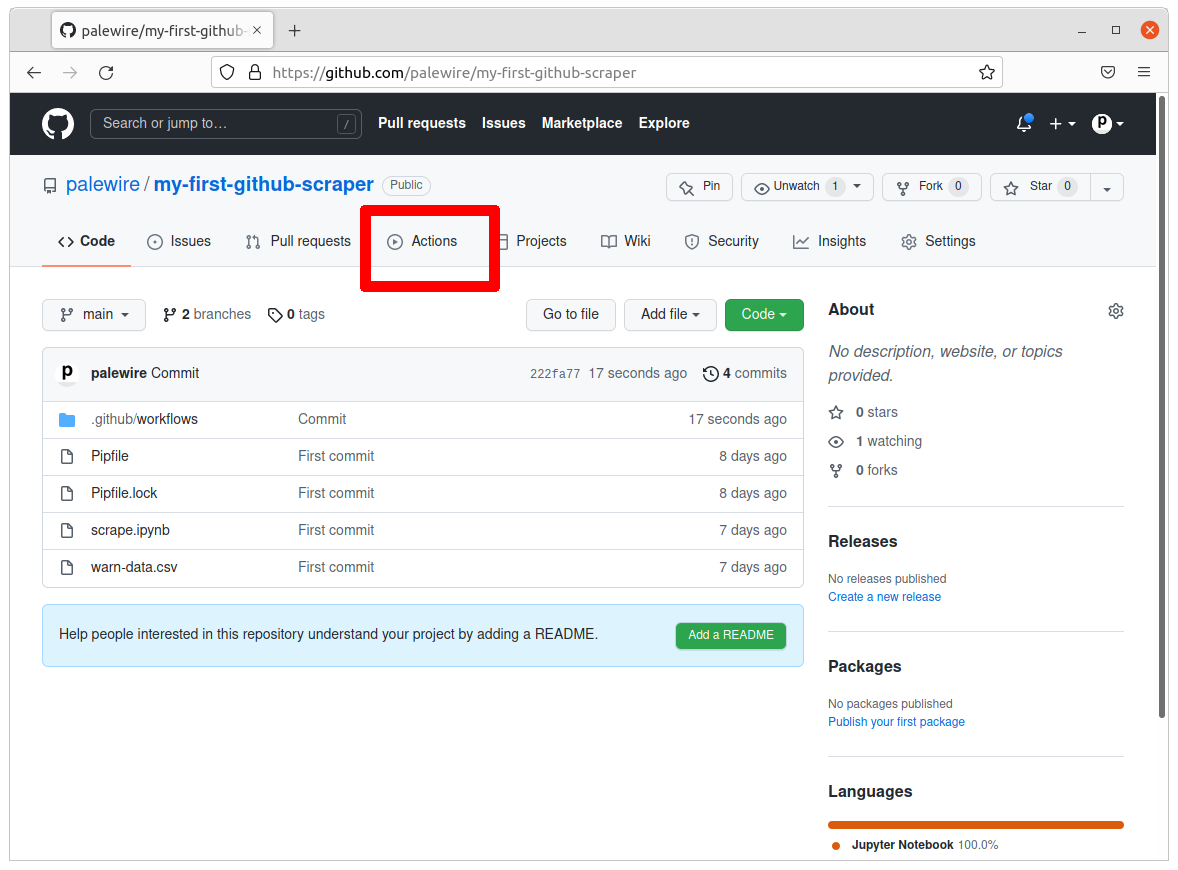 palewire/my-first-github-
https://github.com/palewire/my-first-github-scraper
Search or jump to… / Pull requests Issues Marketplace Explore
palewire / my-first-github-scraper Public Pin Unwatch 1 Fork 0 Star 0
Code Issues Pull requests Actions Projects Wiki Security Insights Settings
main 2 branches 0 tags Go to file Add file Code
About
No description, website, or topics
provided.
p palewire Commit 222fa77 17 seconds ago 4 commits
.github/workflows Commit 17 seconds ago
0 stars
Pipfile First commit 8 days ago
1 watching
0 forks
Pipfile.lock First commit 8 days ago
scrape.ipynb First commit 7 days ago
Releases
warn-data.csv First commit 7 days ago
No releases published
Create a new release
Help people interested in this repository understand your project by adding a README. Add a README
Packages
No packages published
Publish your first package
Languages
Jupyter Notebook 100.0%